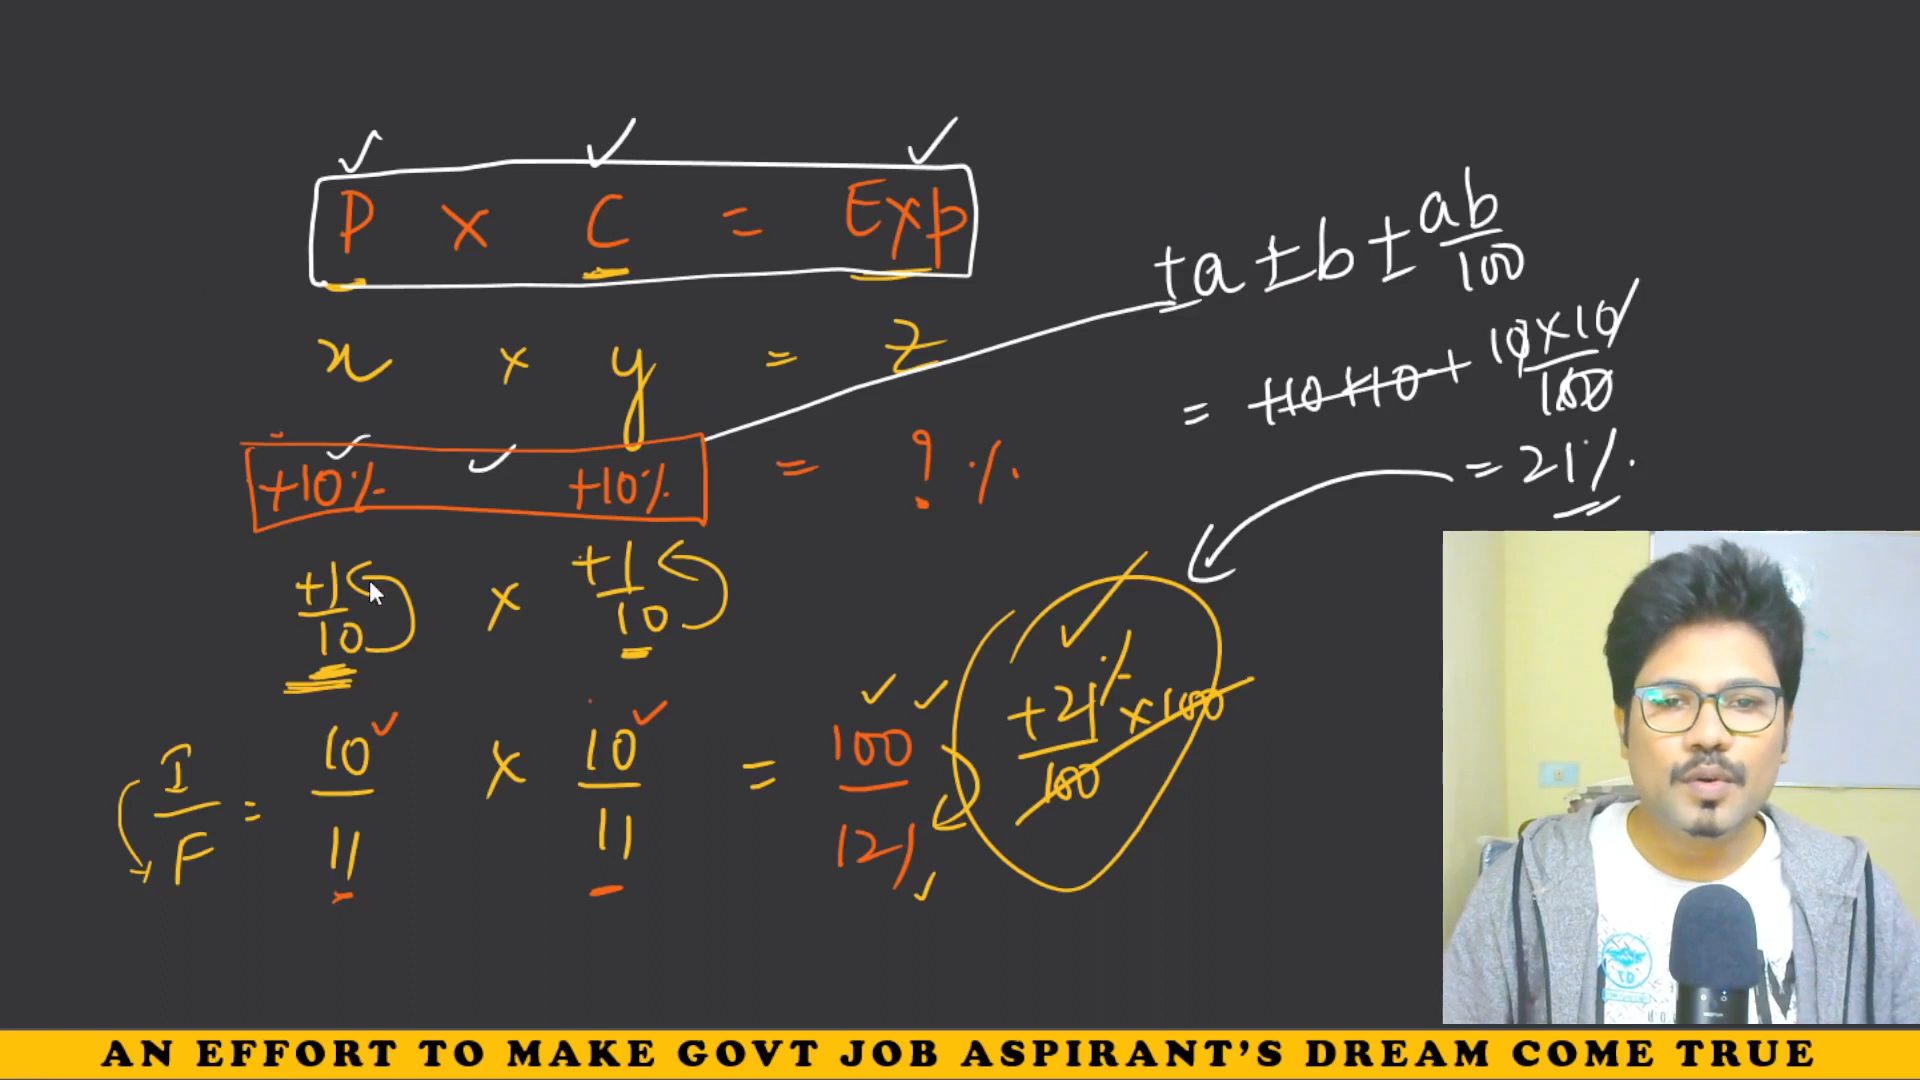 P × C = Exp
x × y = z
+10% +10% = ? %
+1/10 × +1/10
I/F = 10/11 × 10/11 = 100/121
+21/100 % × 100
±a ±b ± ab/100
= +10 +10 + 10×10/100
= 21%
AN EFFORT TO MAKE GOVT JOB ASPIRANT'S DREAM COME TRUE